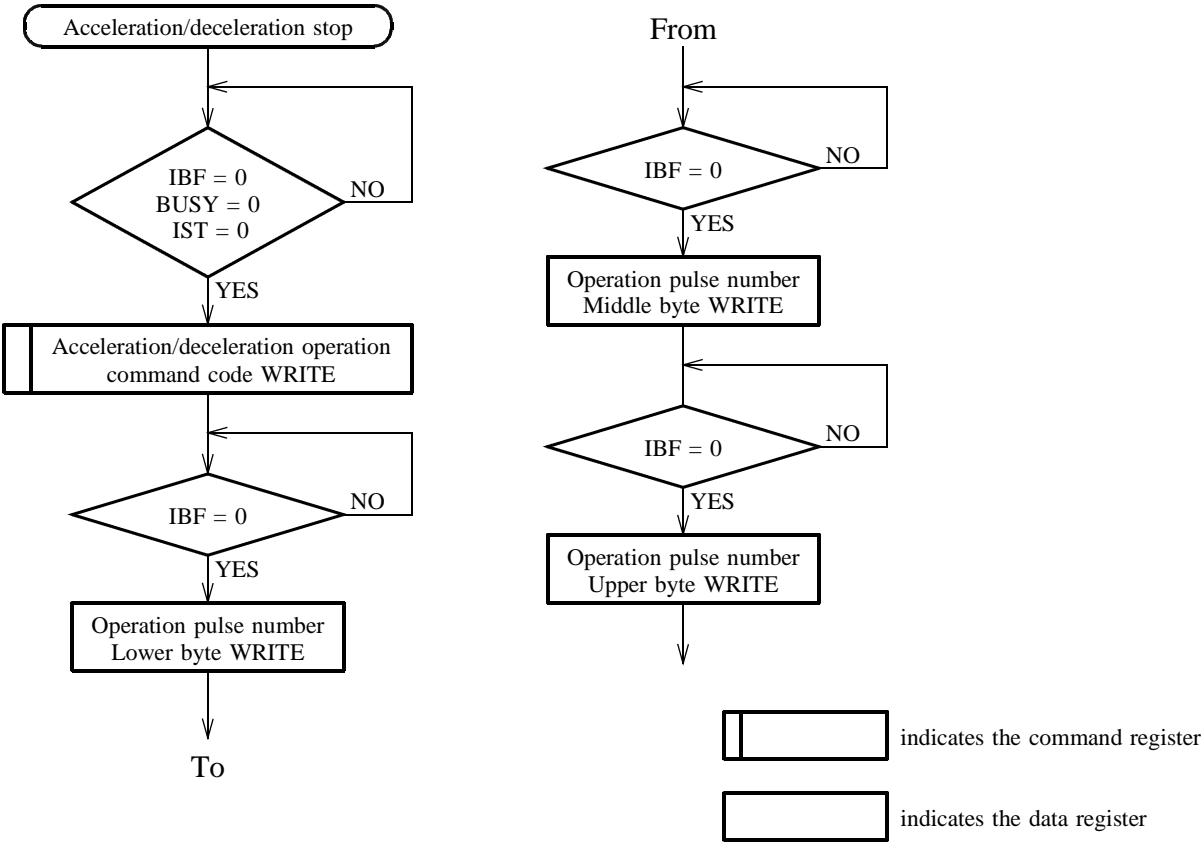 Acceleration/deceleration stop
IBF = 0
BUSY = 0
IST = 0
NO
YES
Acceleration/deceleration operation
command code WRITE
IBF = 0
NO
YES
Operation pulse number
Lower byte WRITE
To
From
IBF = 0
NO
YES
Operation pulse number
Middle byte WRITE
IBF = 0
NO
YES
Operation pulse number
Upper byte WRITE
indicates the command register
indicates the data register